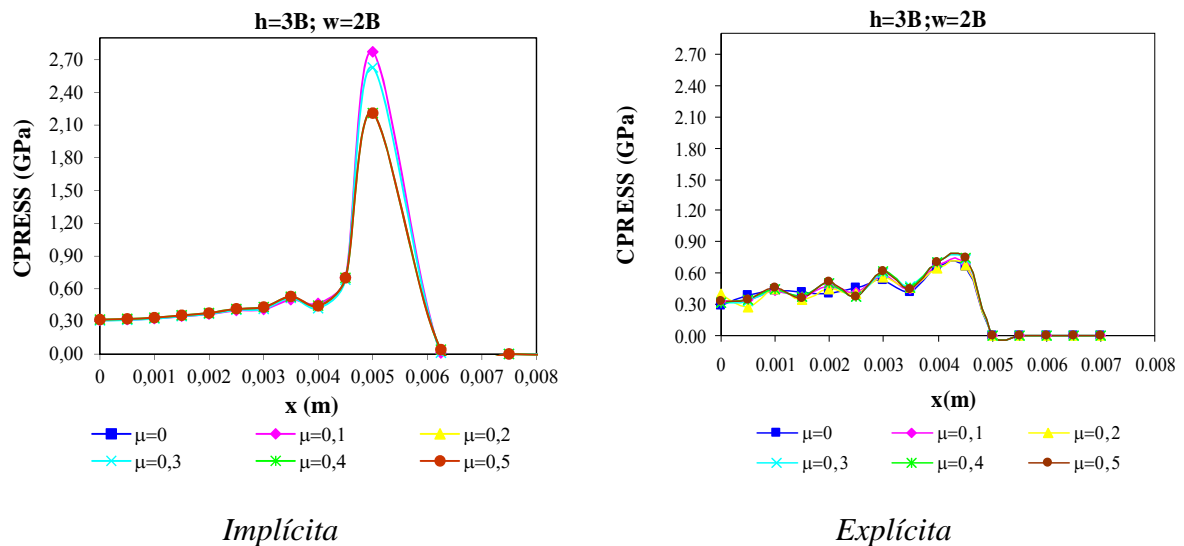 h=3B; w=2B
CPRESS (GPa)
2,70
2,40
2,10
1,80
1,50
1,20
0,90
0,60
0,30
0,00
0 0,001 0,002 0,003 0,004 0,005 0,006 0,007 0,008
x (m)
μ=0 μ=0,1 μ=0,2
μ=0,3 μ=0,4 μ=0,5
Implícita
h=3B;w=2B
CPRESS (GPa)
2.70
2.40
2.10
1.80
1.50
1.20
0.90
0.60
0.30
0.00
0 0.001 0.002 0.003 0.004 0.005 0.006 0.007 0.008
x(m)
μ=0 μ=0,1 μ=0,2
μ=0,3 μ=0,4 μ=0,5
Explícita